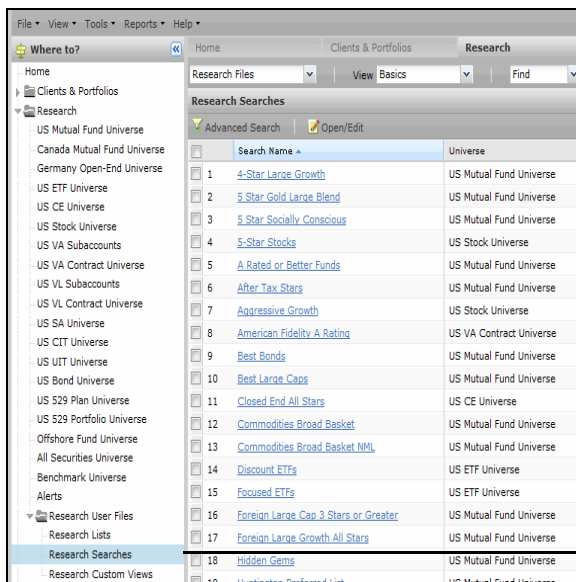 File View Tools Reports Help
Where to?
Home
Clients & Portfolios
Research
US Mutual Fund Universe
Canada Mutual Fund Universe
Germany Open-End Universe
US ETF Universe
US CE Universe
US Stock Universe
US VA Subaccounts
US VA Contract Universe
US VL Subaccounts
US VL Contract Universe
US SA Universe
US CIT Universe
US UIT Universe
US Bond Universe
US 529 Plan Universe
US 529 Portfolio Universe
Offshore Fund Universe
All Securities Universe
Benchmark Universe
Alerts
Research User Files
Research Lists
Research Searches
Research Custom Views
Home Clients & Portfolios Research
Research Files View Basics Find
Research Searches
Advanced Search Open/Edit
Search Name Universe
1 4-Star Large Growth US Mutual Fund Universe
2 5 Star Gold Large Blend US Mutual Fund Universe
3 5 Star Socially Conscious US Mutual Fund Universe
4 5-Star Stocks US Stock Universe
5 A Rated or Better Funds US Mutual Fund Universe
6 After Tax Stars US Mutual Fund Universe
7 Aggressive Growth US Stock Universe
8 American Fidelity A Rating US VA Contract Universe
9 Best Bonds US Mutual Fund Universe
10 Best Large Caps US Mutual Fund Universe
11 Closed End All Stars US CE Universe
12 Commodities Broad Basket US Mutual Fund Universe
13 Commodities Broad Basket NML US Mutual Fund Universe
14 Discount ETFs US ETF Universe
15 Focused ETFs US ETF Universe
16 Foreign Large Cap 3 Stars or Greater US Mutual Fund Universe
17 Foreign Large Growth All Stars US Mutual Fund Universe
18 Hidden Gems US Mutual Fund Universe